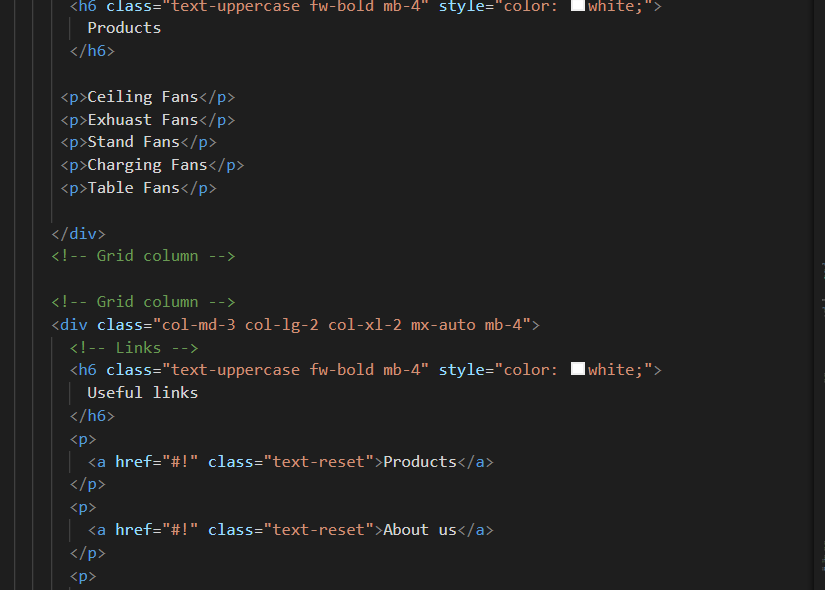 <h6 class="text-uppercase fw-bold mb-4" style="color: white;">
Products
</h6>
<p>Ceiling Fans</p>
<p>Exhuast Fans</p>
<p>Stand Fans</p>
<p>Charging Fans</p>
<p>Table Fans</p>
</div>
<!-- Grid column -->
<!-- Grid column -->
<div class="col-md-3 col-lg-2 col-xl-2 mx-auto mb-4">
<!-- Links -->
<h6 class="text-uppercase fw-bold mb-4" style="color: white;">
Useful links
</h6>
<p>
<a href="#!" class="text-reset">Products</a>
</p>
<p>
<a href="#!" class="text-reset">About us</a>
</p>
<p>